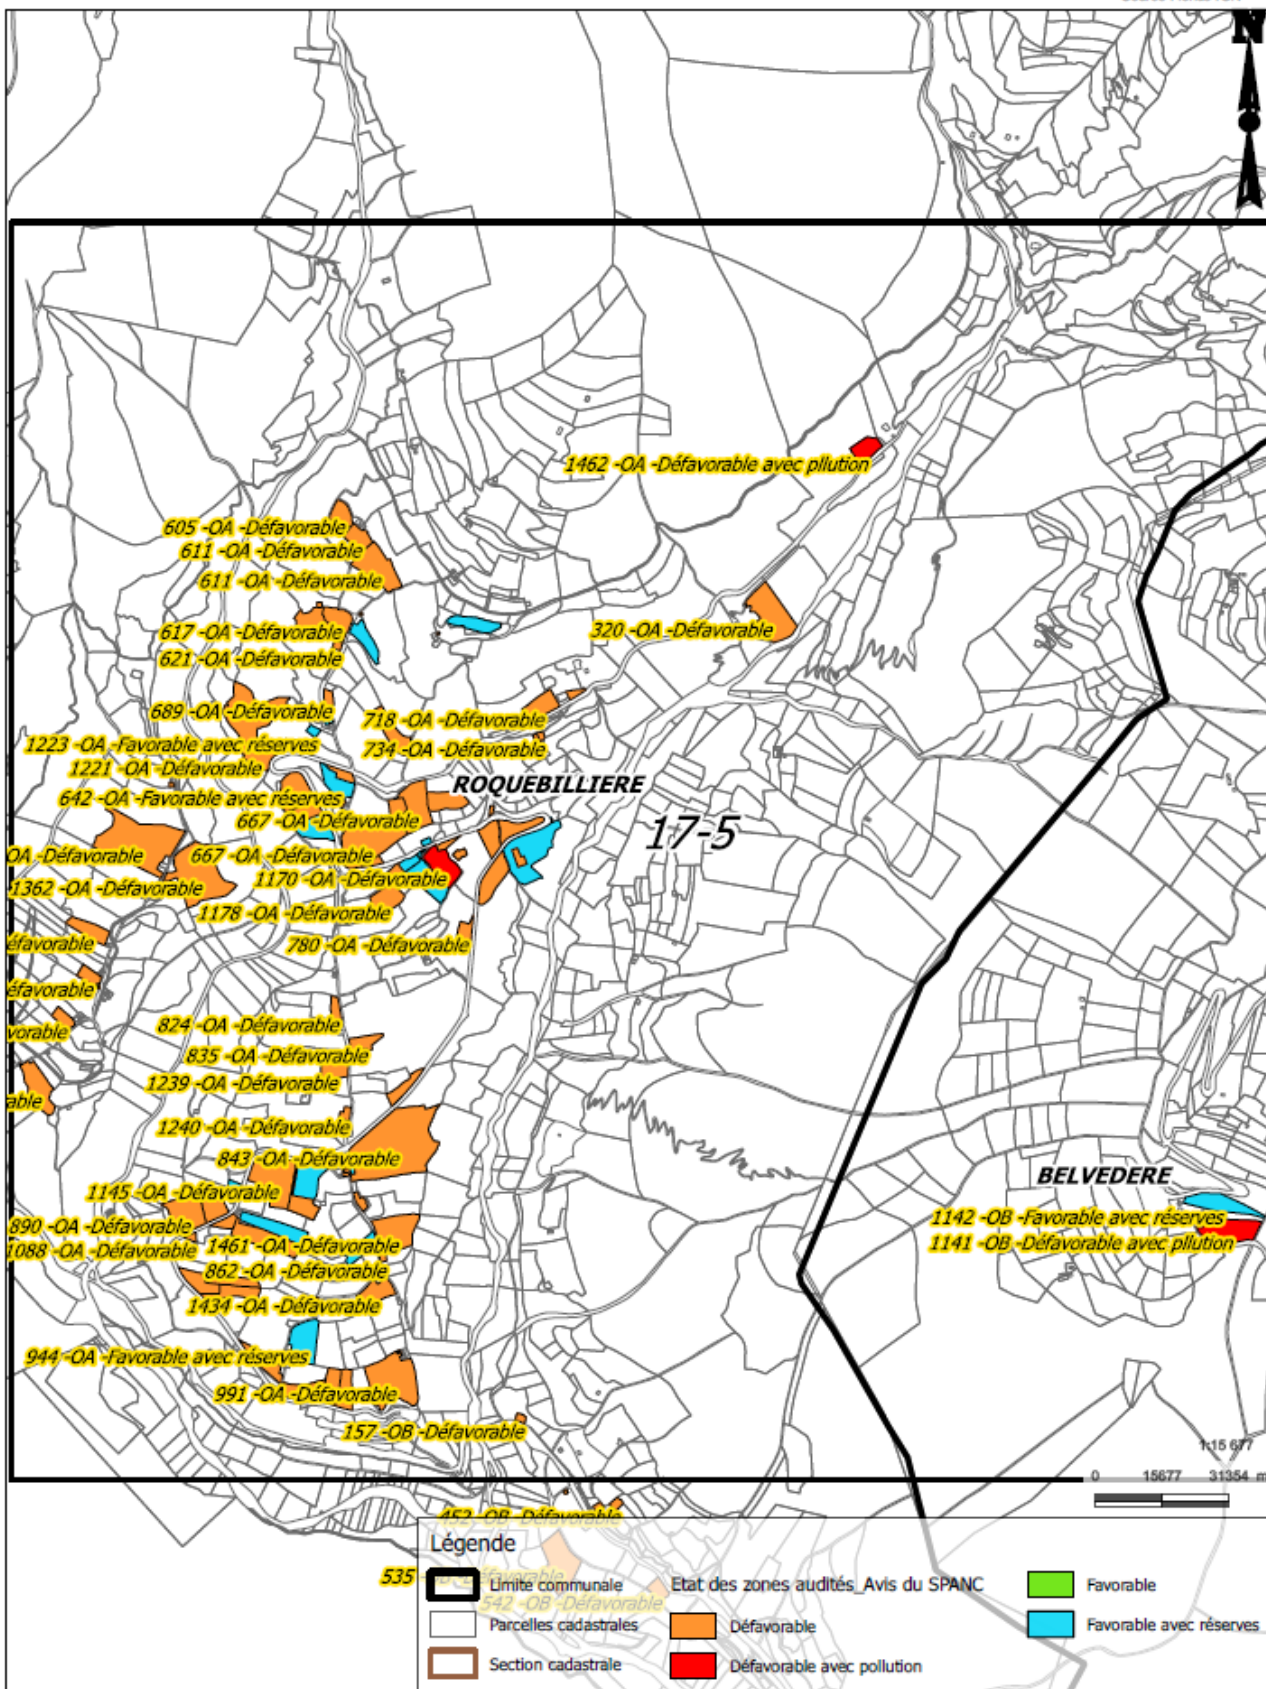 N
1462 -OA -Défavorable avec pllution
605 -OA -Défavorable
611 -OA -Défavorable
611 -OA -Défavorable
617 -OA -Défavorable
320 -OA -Défavorable
621 -OA -Défavorable
689 -OA -Défavorable
718 -OA -Défavorable
1223 -OA -Favorable avec réserves
734 -OA -Défavorable
1221 -OA -Défavorable
ROQUEBILLIERE
642 -OA -Favorable avec réserves
667 -OA -Défavorable
17-5
OA -Défavorable
667 -OA -Défavorable
1170 -OA -Défavorable
1362 -OA -Défavorable
1178 -OA -Défavorable
éfavorable
780 -OA -Défavorable
éfavorable
824 -OA -Défavorable
vorable
835 -OA -Défavorable
1239 -OA -Défavorable
able
1240 -OA -Défavorable
843 -OA -Défavorable
BELVEDERE
1145 -OA -Défavorable
1142 -OB -Favorable avec réserves
890 -OA -Défavorable
1141 -OB -Défavorable avec pllution
1461 -OA -Défavorable
1088 -OA -Défavorable
862 -OA -Défavorable
1434 -OA -Défavorable
944 -OA -Favorable avec réserves
991 -OA -Défavorable
157 -OB -Défavorable
1:15 677
0 15677 31354 m
452 -OB -Défavorable
Légende
535 -OB -Défavorable
Limite communale
Etat des zones audités_Avis du SPANC
Favorable
542 -OB -Défavorable
Parcelles cadastrales
Défavorable
Favorable avec réserves
Section cadastrale
Défavorable avec pollution